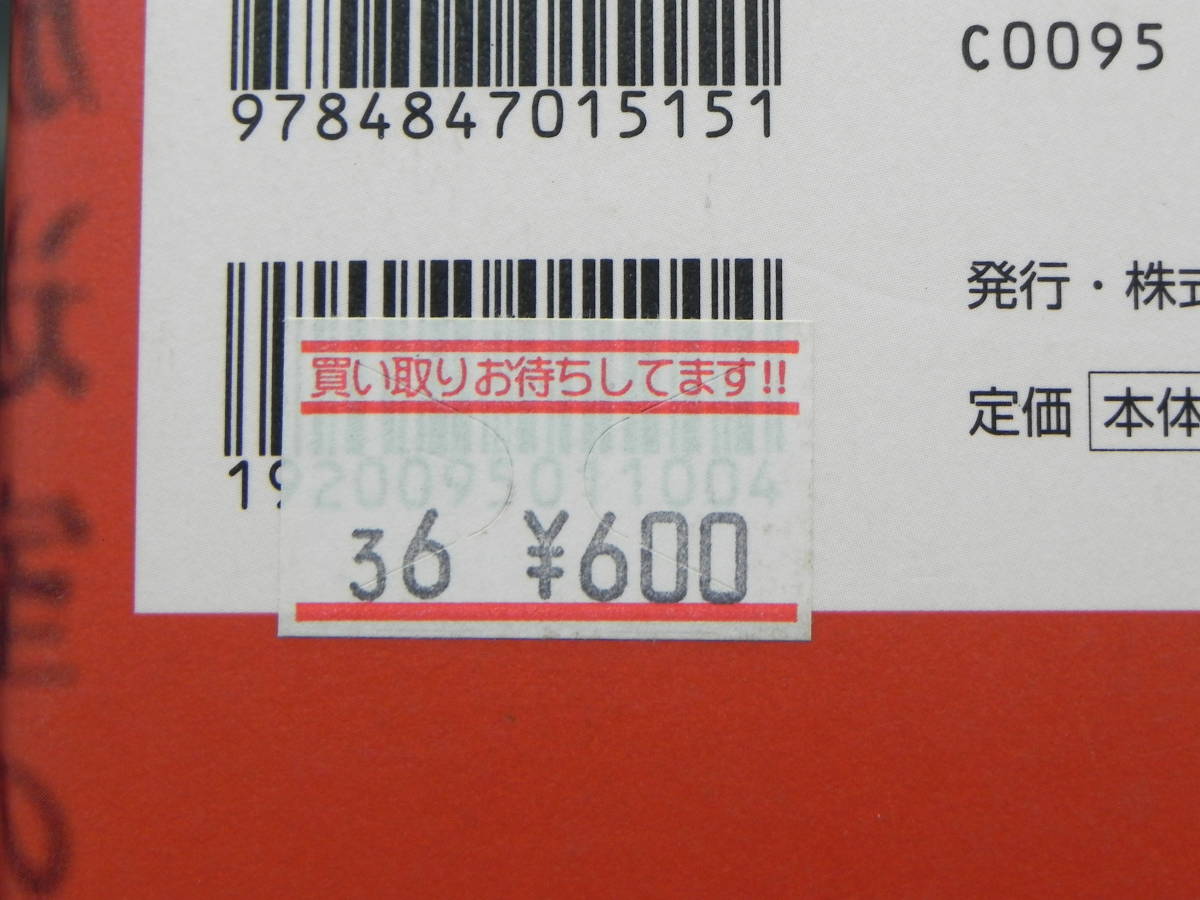 9784847015151
C0095
発行・株式
1920095011004
定価 本体
買い取りお待ちしてます!!
36 ¥600